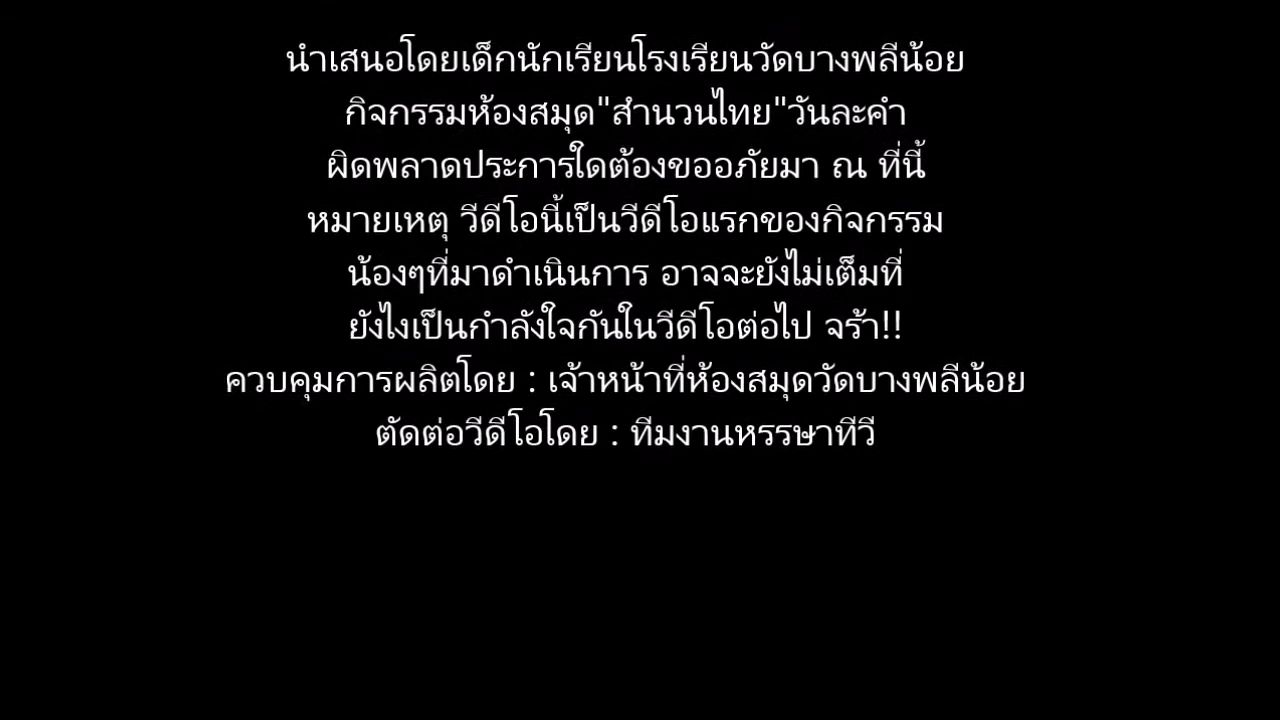 นำเสนอโดยเด็กนักเรียนโรงเรียนวัดบางพลีน้อย
กิจกรรมห้องสมุด"สำนวนไทย"วันละคำ
ผิดพลาดประการใดต้องขออภัยมา ณ ที่นี้
หมายเหตุ วีดีโอนี้เป็นวีดีโอแรกของกิจกรรม
น้องๆที่มาดำเนินการ อาจจะยังไม่เต็มที่
ยังไงเป็นกำลังใจกันในวีดีโอต่อไป จร้า!!
ควบคุมการผลิตโดย : เจ้าหน้าที่ห้องสมุดวัดบางพลีน้อย
ตัดต่อวีดีโอโดย : ทีมงานหรรษาทีวี